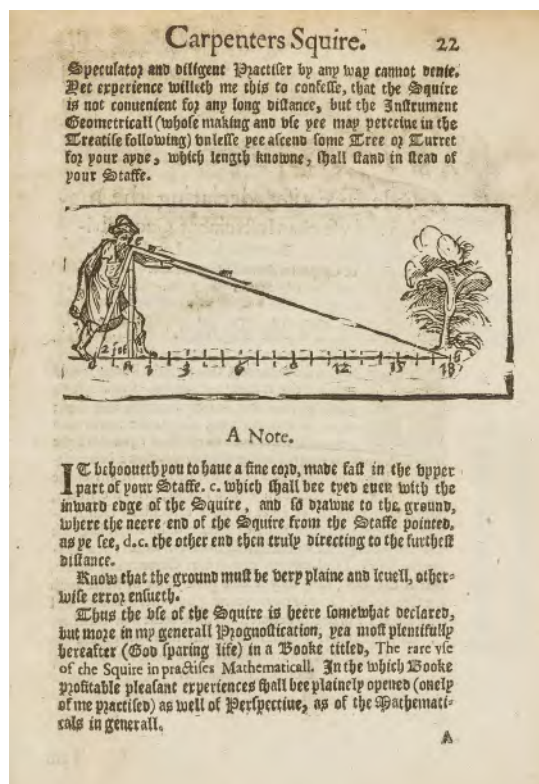 Carpenters Squire. 22
Speculator and diligent Practiser by any way cannot denie.
Yet experience willeth me this to confesse, that the Squire
is not conuenient for any long distance, but the Instrument
Geometricall (whose making and vse yee may perceiue in the
Treatise following) vnlesse yee ascend some Tree or Turret
for your ayde, which length knowne, shall stand in stead of
your Staffe.
3 6 9 12 15 18
A Note.
IT behooueth you to haue a fine cord, made fast in the vpper
part of your Staffe. c. which shall bee tyed euen with the
inward edge of the Squire, and so drawne to the ground,
where the neere end of the Squire from the Staffe pointed,
as ye see, d.c. the other end then truly directing to the furthest
distance.
Know that the ground must be very plaine and leuell, other-
wise error ensueth.
Thus the vse of the Squire is heere somewhat declared,
but more in my generall Prognostication, yea most plentifully
hereafter (God sparing life) in a Booke titled, The rare vse
of the Squire in practises Mathematicall. In the which Booke
profitable pleasant experiences shall bee plainely opened (onely
of me practised) as well of Perspectiue, as of the Mathemati-
cals in generall.
A